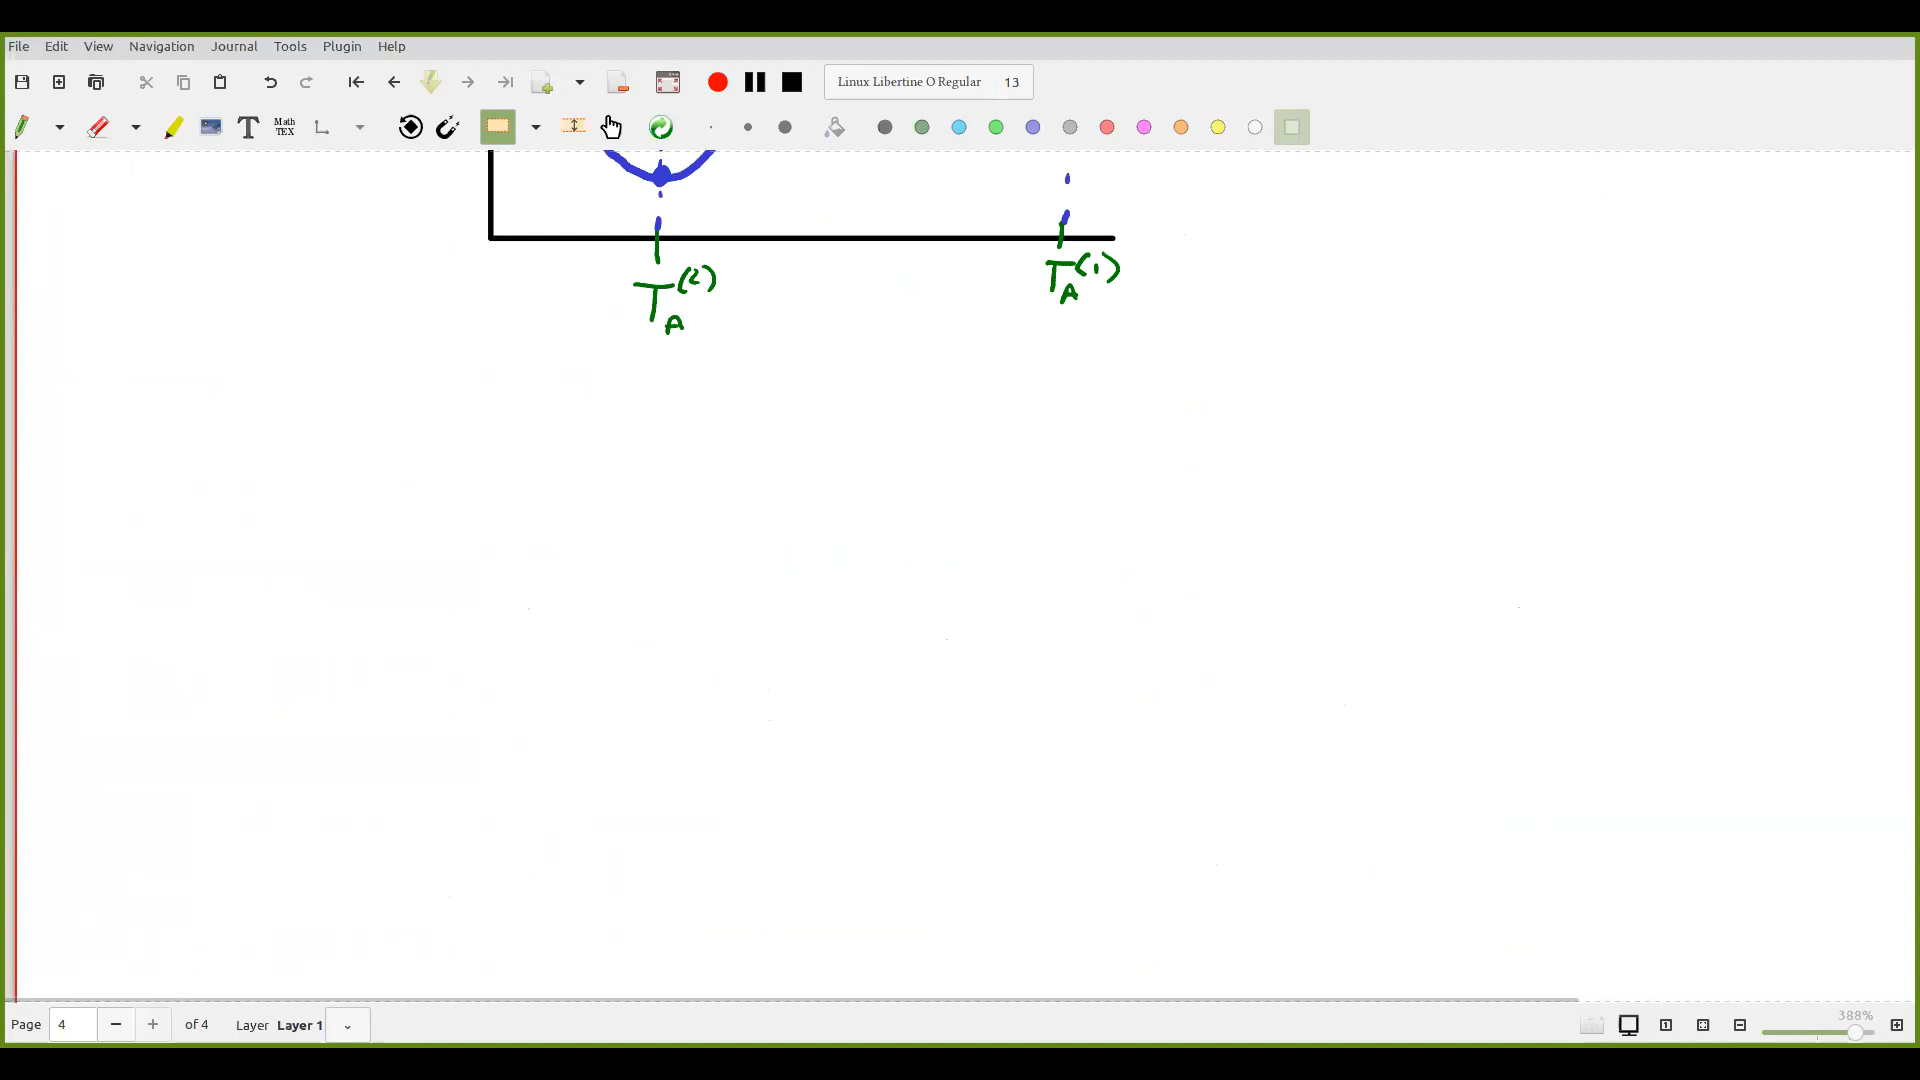 File Edit View Navigation Journal Tools Plugin Help
Linux Libertine O Regular 13
T Math TEX
T_A^(2) T_A^(1)
Page 4 of 4 Layer Layer 1 388%